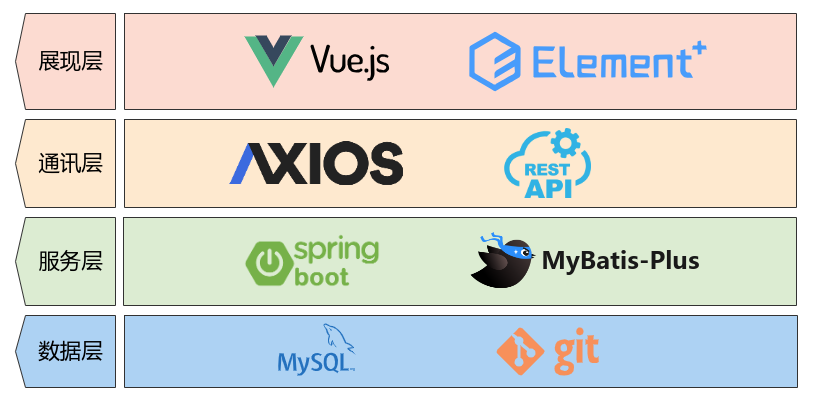 展现层
Vue.js
Element+
通讯层
AXIOS
REST
API
服务层
spring
boot
MyBatis-Plus
数据层
MySQL
git